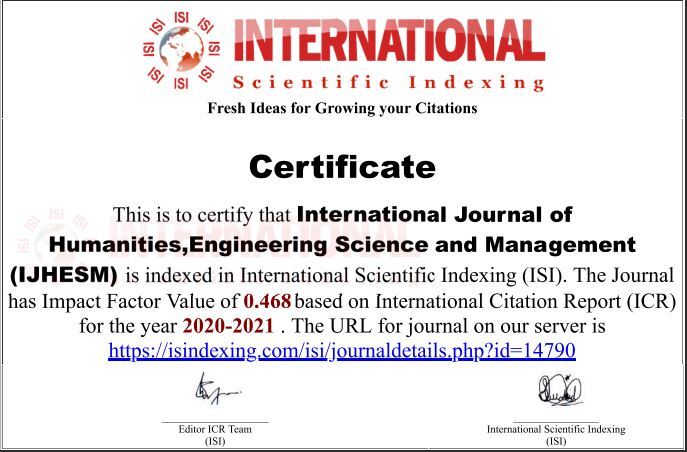 ISI ISI ISI ISI ISI ISI ISI ISI ISI ISI
INTERNATIONAL
Scientific Indexing
Fresh Ideas for Growing your Citations
Certificate
This is to certify that International Journal of
Humanities,Engineering Science and Management
(IJHESM) is indexed in International Scientific Indexing (ISI). The Journal
has Impact Factor Value of 0.468 based on International Citation Report (ICR)
for the year 2020-2021 . The URL for journal on our server is
https://isindexing.com/isi/journaldetails.php?id=14790
Editor ICR Team
(ISI)
International Scientific Indexing
(ISI)